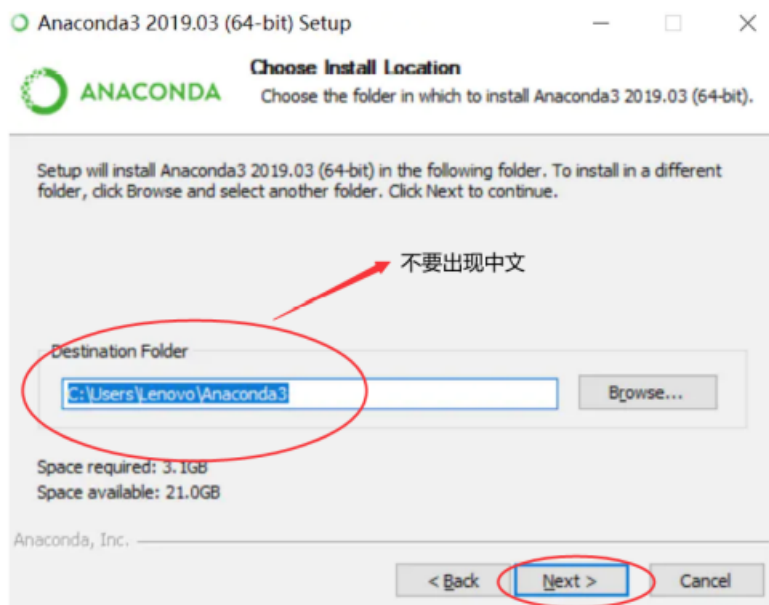 Anaconda3 2019.03 (64-bit) Setup
ANACONDA
Choose Install Location
Choose the folder in which to install Anaconda3 2019.03 (64-bit).
Setup will install Anaconda3 2019.03 (64-bit) in the following folder. To install in a different
folder, click Browse and select another folder. Click Next to continue.
不要出现中文
Destination Folder
C:\Users\Lenovo\Anaconda3
Browse...
Space required: 3.1GB
Space available: 21.0GB
Anaconda, Inc.
< Back
Next >
Cancel